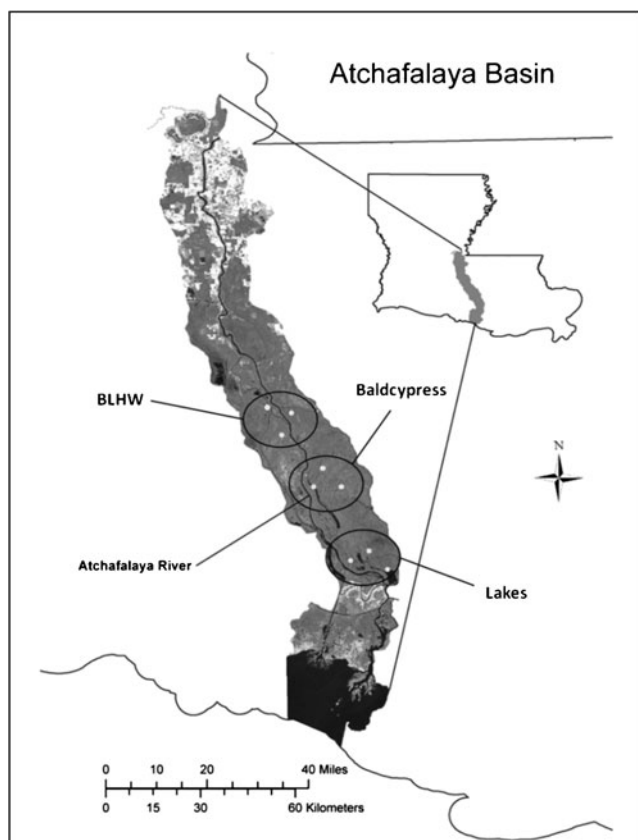 Atchafalaya Basin
BLHW
Baldcypress
N
Atchafalaya River
Lakes
0 10 20 40 Miles
0 15 30 60 Kilometers